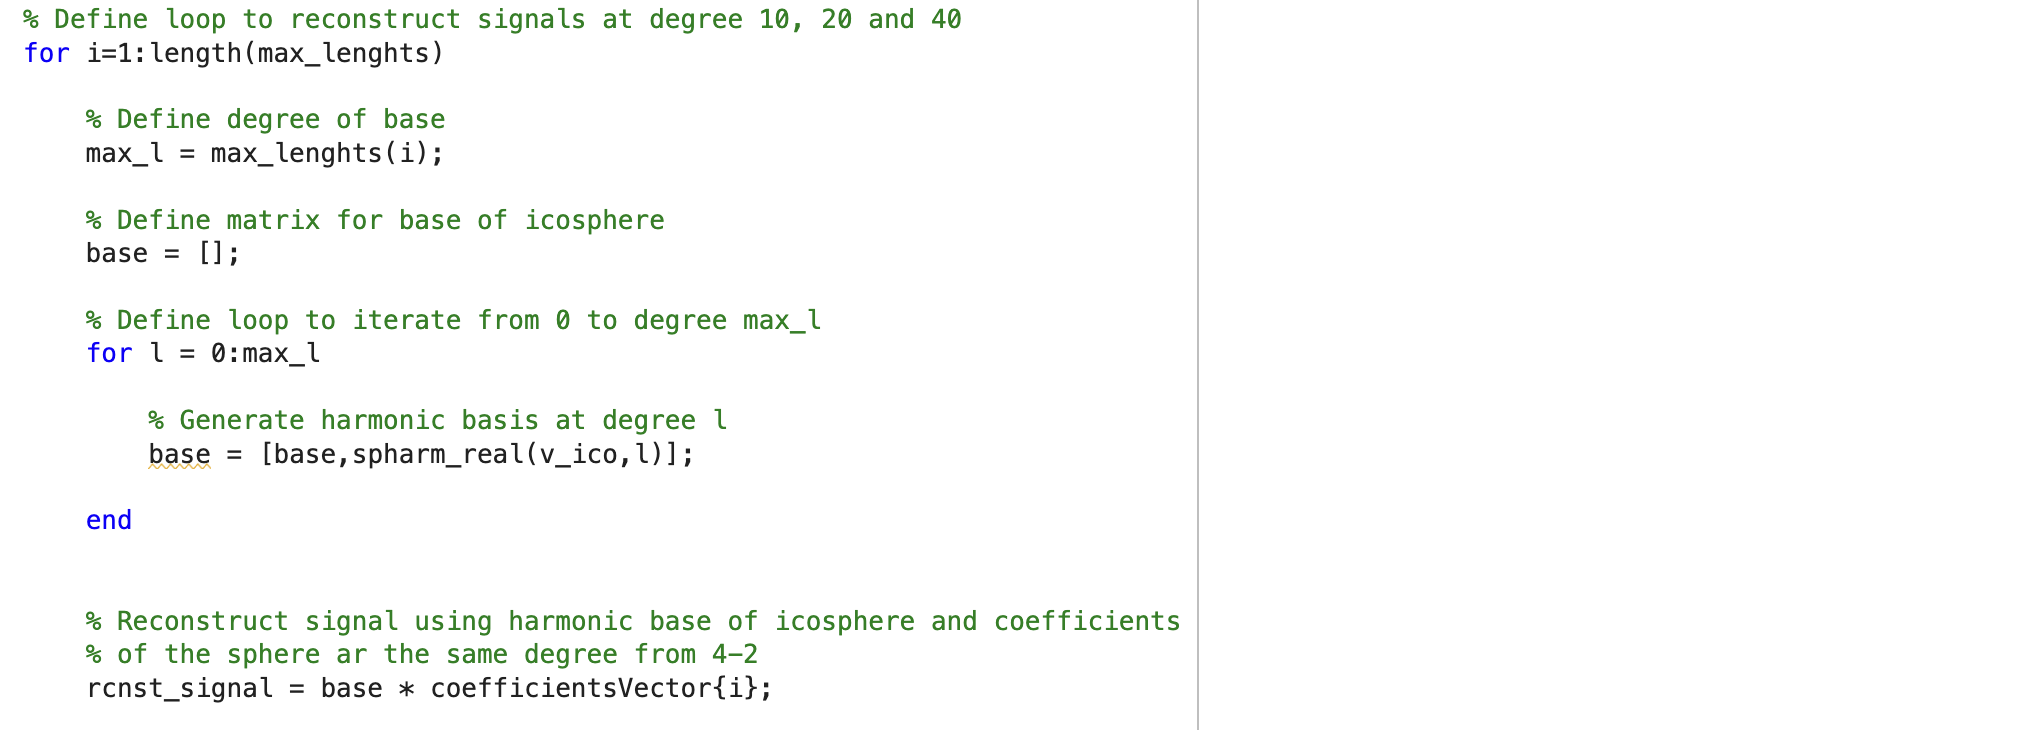 % Define loop to reconstruct signals at degree 10, 20 and 40
for i=1:length(max_lenghts)
% Define degree of base
max_l = max_lenghts(i);
% Define matrix for base of icosphere
base = [];
% Define loop to iterate from 0 to degree max_l
for l = 0:max_l
% Generate harmonic basis at degree l
base = [base,spharm_real(v_ico,l)];
end
% Reconstruct signal using harmonic base of icosphere and coefficients
% of the sphere ar the same degree from 4-2
rcnst_signal = base * coefficientsVector{i};